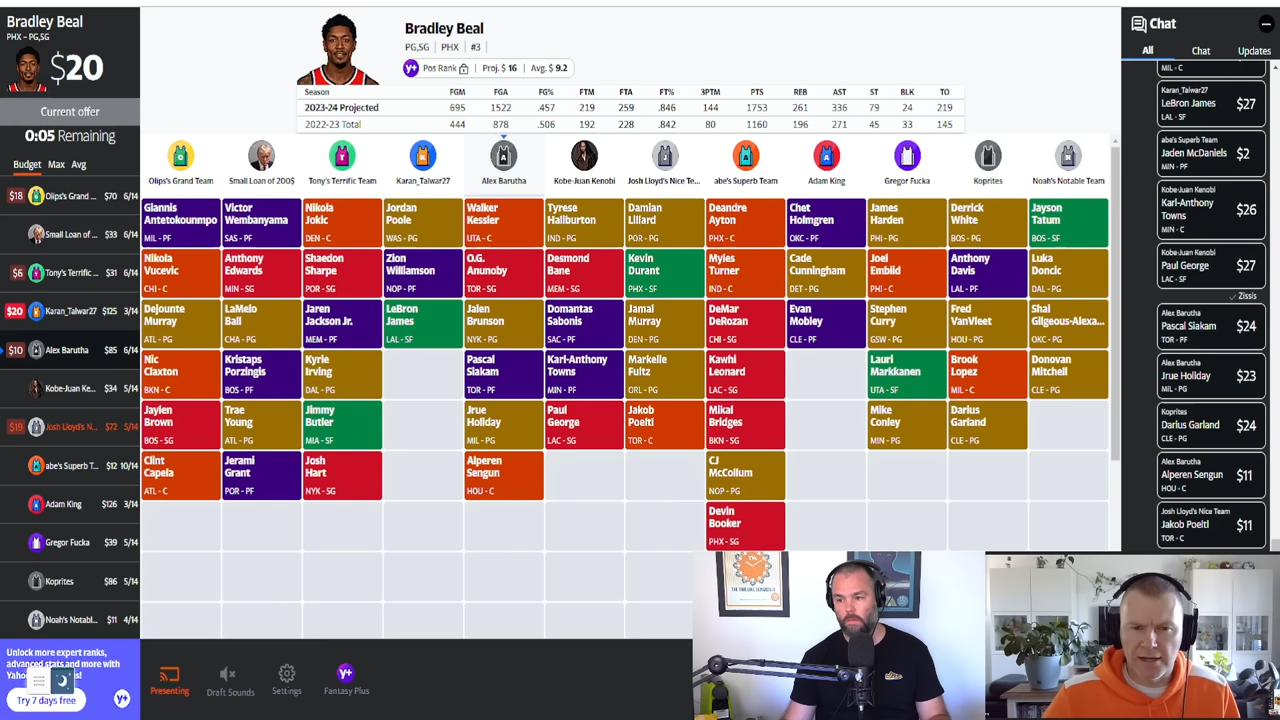 Bradley Beal
PHX – PG,SG
$20
Current offer
0:05 Remaining
Budget Max Avg
$18 Olips's Grand T... $70
Small Loan of ... $33 6/14
$6 Tony's Terrific ... $31 6/14
$20 Karan_Talwar27 $125 3/14
$10 Alex Barutha $85 6/14
Kobe-Juan Ke... $34 5/14
$19 Josh Lloyd's N... $72 5/14
abe's Superb T... $12 10/14
Adam King $126 3/14
Gregor Fucka $39 5/14
Koprites $86 5/14
Noah's Notabl... $11 4/14
Unlock more expert ranks,
advanced stats and more with
Try 7 days free
y+
Bradley Beal
PG,SG PHX #3
y+ Pos Rank Proj. $ 16 Avg. $ 9.2
Season FGM FGA FG% FTM FTA FT% 3PTM PTS REB AST ST BLK TO
2023-24 Projected 695 1522 .457 219 259 .846 144 1753 261 336 79 24 219
2022-23 Total 444 878 .506 192 228 .842 80 1160 196 271 45 33 145
Olips's Grand Team Small Loan of 200$ Tony's Terrific Team Karan_Talwar27 Alex Barutha Kobe-Juan Kenobi Josh Lloyd's Nice Te... abe's Superb Team Adam King Gregor Fucka Koprites Noah's Notable Team
Giannis Victor Nikola Jordan Walker Tyrese Damian Deandre Chet James Derrick Jayson
Antetokounmpo Wembanyama Jokic Poole Kessler Haliburton Lillard Ayton Holmgren Harden White Tatum
MIL - PF SAS - PF DEN - C WAS - PG UTA - C IND - PG POR - PG PHX - C OKC - PF PHI - PG BOS - PG BOS - SF
Nikola Anthony Shaedon Zion O.G. Desmond Kevin Myles Cade Joel Anthony Luka
Vucevic Edwards Sharpe Williamson Anunoby Bane Durant Turner Cunningham Embiid Davis Doncic
CHI - C MIN - SG POR - SG NOP - PF TOR - SG MEM - SG PHX - SF IND - C DET - PG PHI - C LAL - PF DAL - PG
Dejounte LaMelo Jaren LeBron Jalen Domantas Jamal DeMar Evan Stephen Fred Shai
Murray Ball Jackson Jr. James Brunson Sabonis Murray DeRozan Mobley Curry VanVleet Gilgeous-Alexa...
ATL - PG CHA - PG MEM - PF LAL - SF NYK - PG SAC - PF DEN - PG CHI - SG CLE - PF GSW - PG HOU - PG OKC - PG
Nic Kristaps Kyrie Pascal Karl-Anthony Markelle Kawhi Lauri Brook Donovan
Claxton Porzingis Irving Siakam Towns Fultz Leonard Markkanen Lopez Mitchell
BKN - C BOS - PF DAL - PG TOR - PF MIN - PF ORL - PG LAC - SG UTA - SF MIL - C CLE - PG
Jaylen Trae Jimmy Jrue Paul Jakob Mikal Mike Darius
Brown Young Butler Holiday George Poeltl Bridges Conley Garland
BOS - SG ATL - PG MIA - SF MIL - PG LAC - SG TOR - C BKN - SG MIN - PG CLE - PG
Clint Jerami Josh Alperen CJ
Capela Grant Hart Sengun McCollum
ATL - C POR - PF NYK - SG HOU - C NOP - PG
Devin
Booker
PHX - SG
Presenting Draft Sounds Settings Fantasy Plus
Chat
All Chat Updates
MIL - C
Karan_Talwar27
LeBron James $27
LAL - SF
abe's Superb Team
Jaden McDaniels $2
MIN - PF
Kobe-Juan Kenobi
Karl-Anthony
Towns $26
MIN - C
Kobe-Juan Kenobi
Paul George $27
LAC - SF
Zissis
Alex Barutha
Pascal Siakam $24
TOR - PF
Alex Barutha
Jrue Holiday $23
MIL - PG
Koprites
Darius Garland $24
CLE - PG
Alex Barutha
Alperen Sengun $11
HOU - C
Josh Lloyd's Nice Team
Jakob Poeltl $11
TOR - C